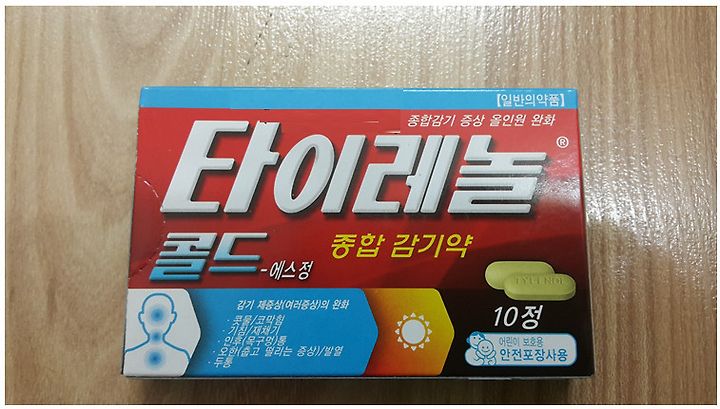 【일반의약품】
종합감기 증상 올인원 완화
타이레놀®
콜드-에스정
종합 감기약
감기 제증상(여러증상)의 완화
· 콧물/코막힘
· 기침/재채기
· 인후(목구멍)통
· 오한(춥고 떨리는 증상)/발열
· 두통
TYLENOL
10정
어린이 보호용
안전포장사용